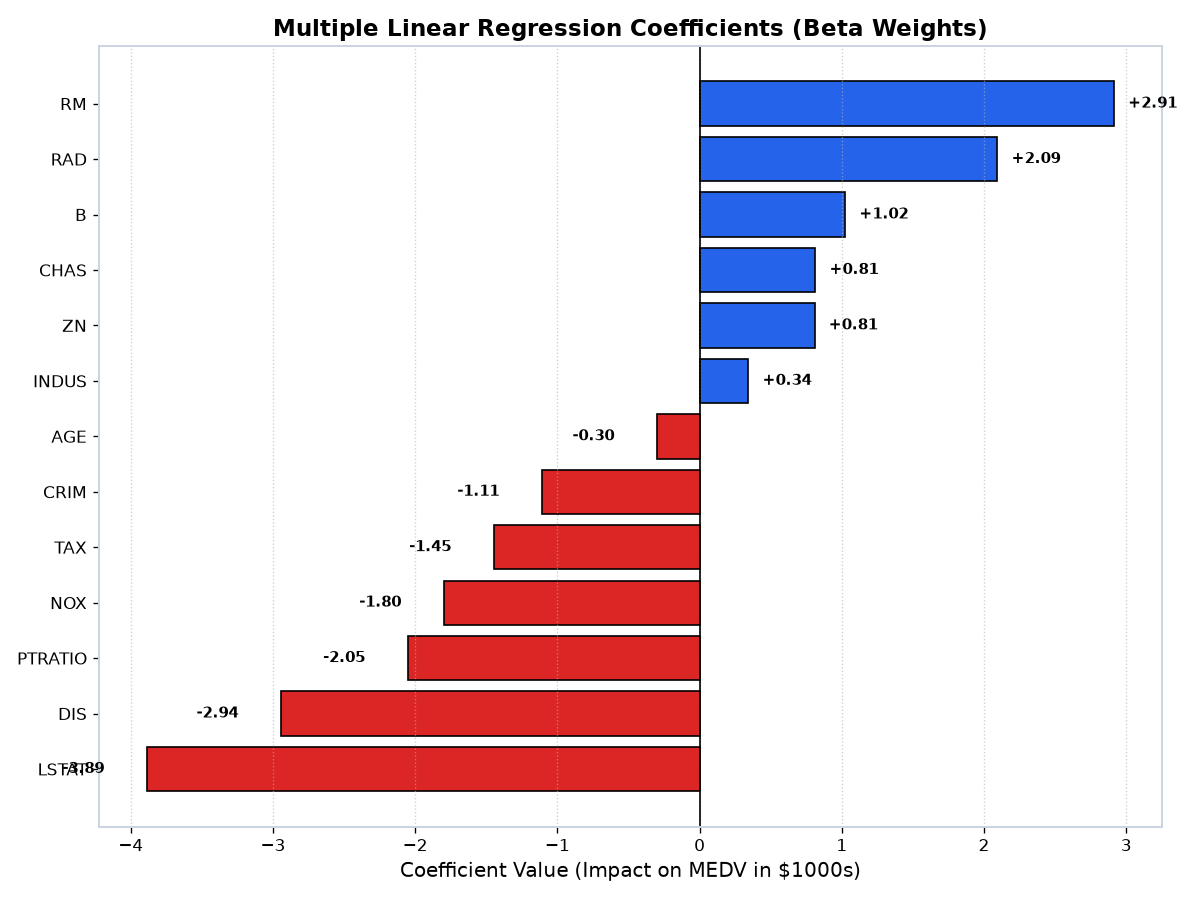 Multiple Linear Regression Coefficients (Beta Weights)
RM +2.91
RAD +2.09
B +1.02
CHAS +0.81
ZN +0.81
INDUS +0.34
AGE -0.30
CRIM -1.11
TAX -1.45
NOX -1.80
PTRATIO -2.05
DIS -2.94
LSTAT -3.89
−4 −3 −2 −1 0 1 2 3
Coefficient Value (Impact on MEDV in $1000s)